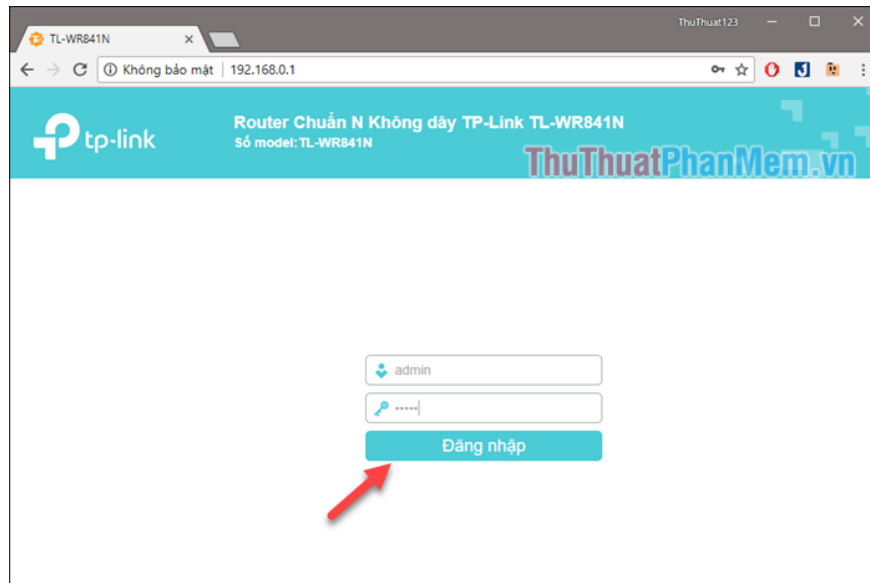 ThuThuat123
TL-WR841N
Không bảo mật 192.168.0.1
tp-link
Router Chuẩn N Không dây TP-Link TL-WR841N
Số model:TL-WR841N
ThuThuatPhanMem.vn
admin
•••••
Đăng nhập